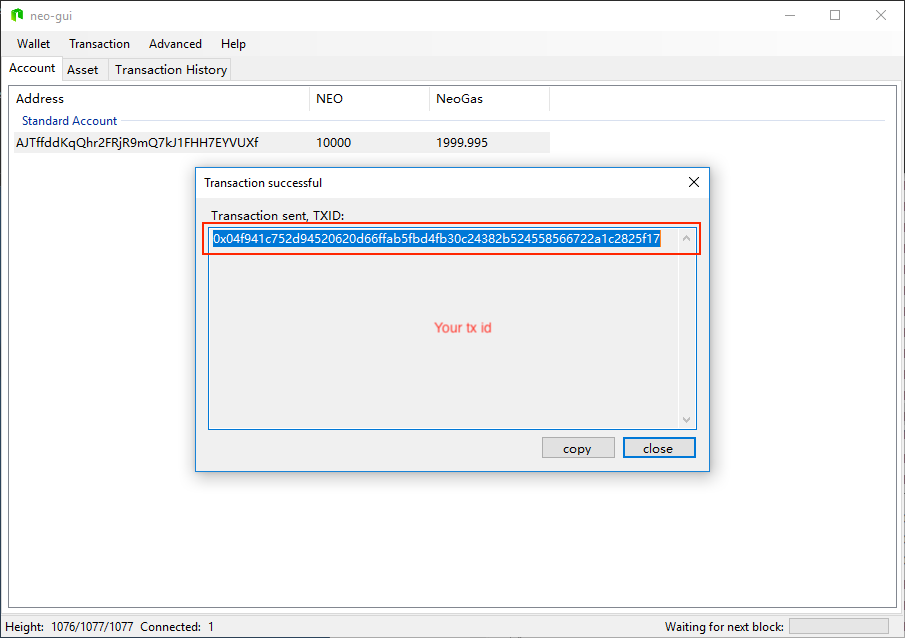 neo-gui
Wallet Transaction Advanced Help
Account Asset Transaction History
Address NEO NeoGas
Standard Account
AJTffddKqQhr2FRjR9mQ7kJ1FHH7EYVUXf 10000 1999.995
Transaction successful
Transaction sent, TXID:
0x04f941c752d94520620d66ffab5fbd4fb30c24382b524558566722a1c2825f17
Your tx id
copy close
Height: 1076/1077/1077 Connected: 1 Waiting for next block: